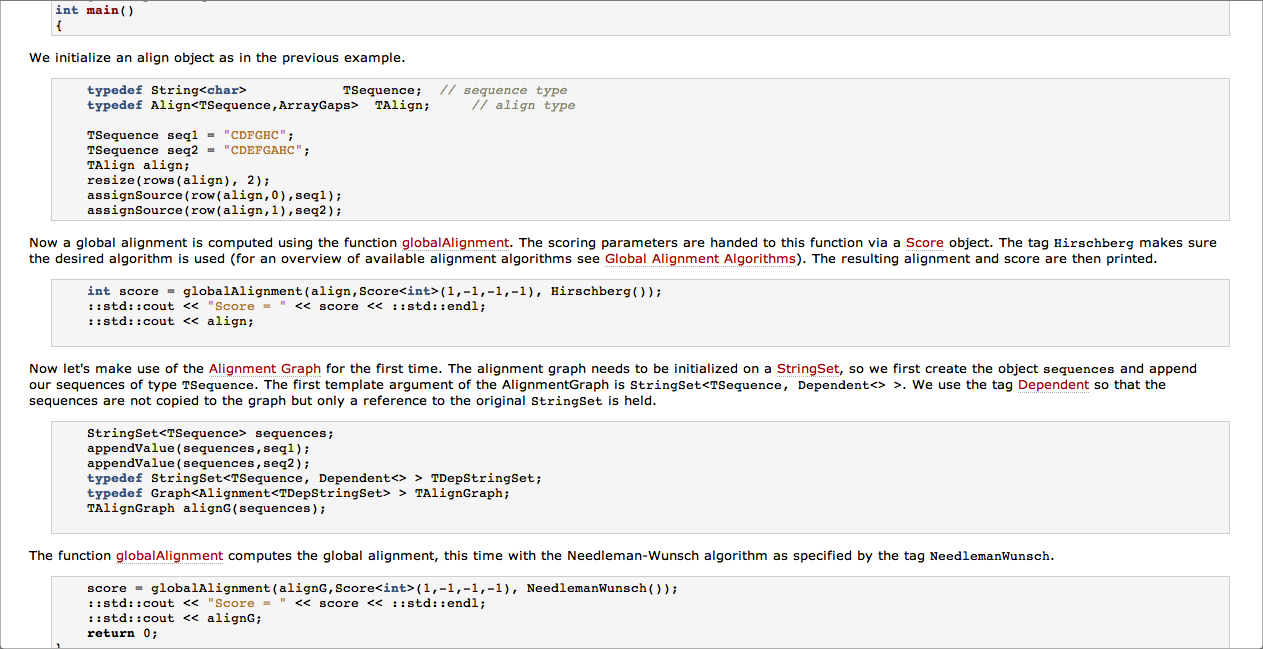 int main()
{
We initialize an align object as in the previous example.
typedef String<char>            TSequence;  // sequence type
typedef Align<TSequence,ArrayGaps>  TAlign;     // align type
TSequence seq1 = "CDFGHC";
TSequence seq2 = "CDEFGAHC";
TAlign align;
resize(rows(align), 2);
assignSource(row(align,0),seq1);
assignSource(row(align,1),seq2);
Now a global alignment is computed using the function globalAlignment. The scoring parameters are handed to this function via a Score object. The tag Hirschberg makes sure
the desired algorithm is used (for an overview of available alignment algorithms see Global Alignment Algorithms). The resulting alignment and score are then printed.
int score = globalAlignment(align,Score<int>(1,-1,-1,-1), Hirschberg());
::std::cout << "Score = " << score << ::std::endl;
::std::cout << align;
Now let's make use of the Alignment Graph for the first time. The alignment graph needs to be initialized on a StringSet, so we first create the object sequences and append
our sequences of type TSequence. The first template argument of the AlignmentGraph is StringSet<TSequence, Dependent<> >. We use the tag Dependent so that the
sequences are not copied to the graph but only a reference to the original StringSet is held.
StringSet<TSequence> sequences;
appendValue(sequences,seq1);
appendValue(sequences,seq2);
typedef StringSet<TSequence, Dependent<> > TDepStringSet;
typedef Graph<Alignment<TDepStringSet> > TAlignGraph;
TAlignGraph alignG(sequences);
The function globalAlignment computes the global alignment, this time with the Needleman-Wunsch algorithm as specified by the tag NeedlemanWunsch.
score = globalAlignment(alignG,Score<int>(1,-1,-1,-1), NeedlemanWunsch());
::std::cout << "Score = " << score << ::std::endl;
::std::cout << alignG;
return 0;
}